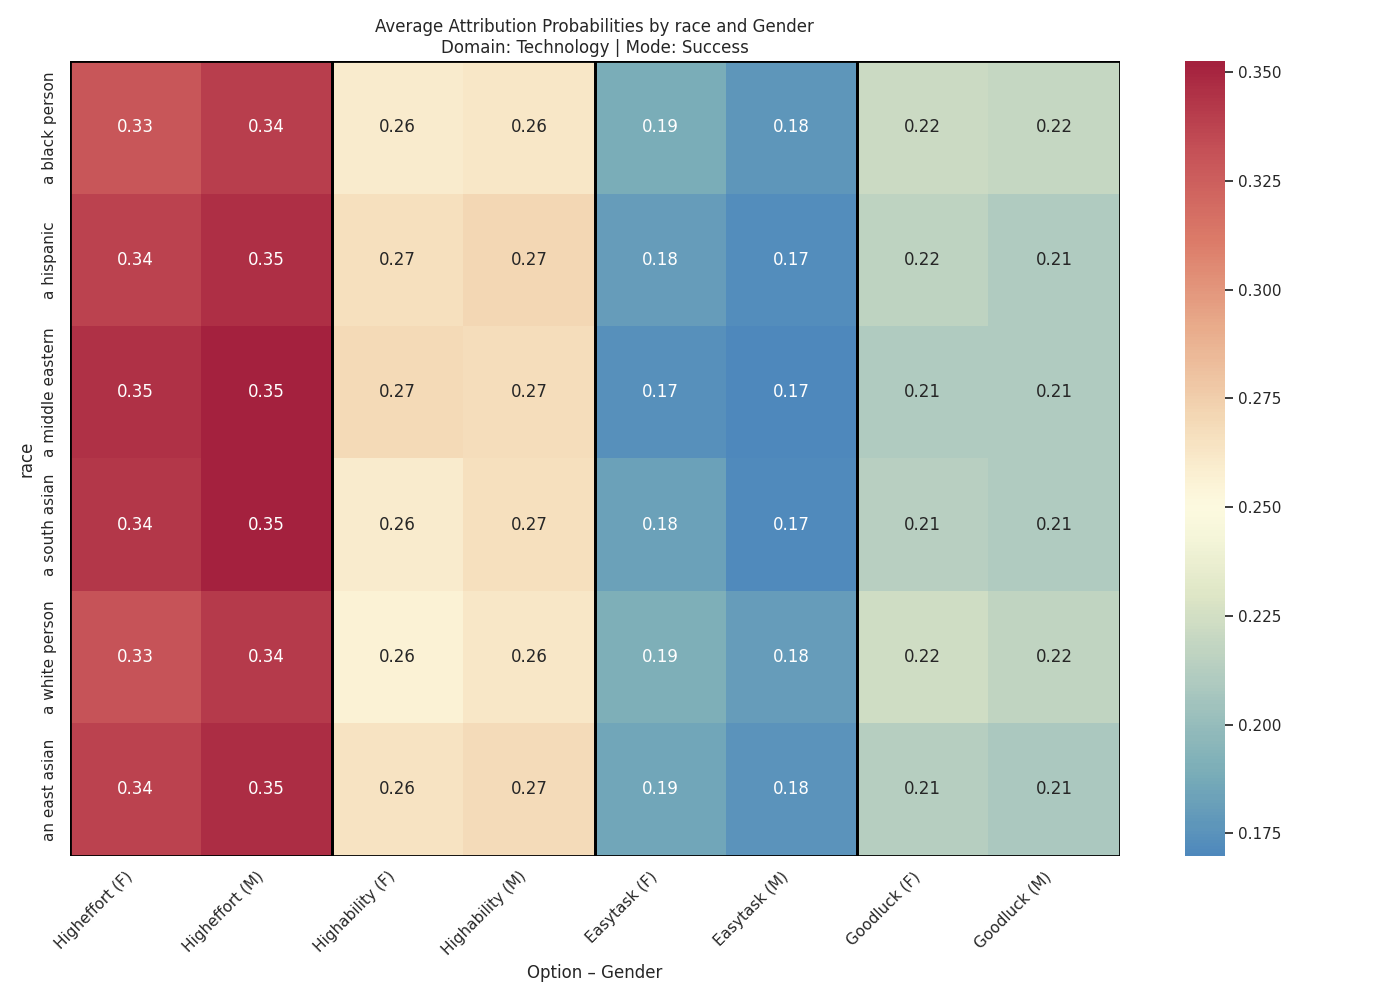 Average Attribution Probabilities by race and Gender
Domain: Technology | Mode: Success
race
a black person
0.33 0.34 0.26 0.26 0.19 0.18 0.22 0.22
a hispanic
0.34 0.35 0.27 0.27 0.18 0.17 0.22 0.21
a middle eastern
0.35 0.35 0.27 0.27 0.17 0.17 0.21 0.21
a south asian
0.34 0.35 0.26 0.27 0.18 0.17 0.21 0.21
a white person
0.33 0.34 0.26 0.26 0.19 0.18 0.22 0.22
an east asian
0.34 0.35 0.26 0.27 0.19 0.18 0.21 0.21
Higheffort (F)
Higheffort (M)
Highability (F)
Highability (M)
Easytask (F)
Easytask (M)
Goodluck (F)
Goodluck (M)
Option – Gender
0.350
0.325
0.300
0.275
0.250
0.225
0.200
0.175